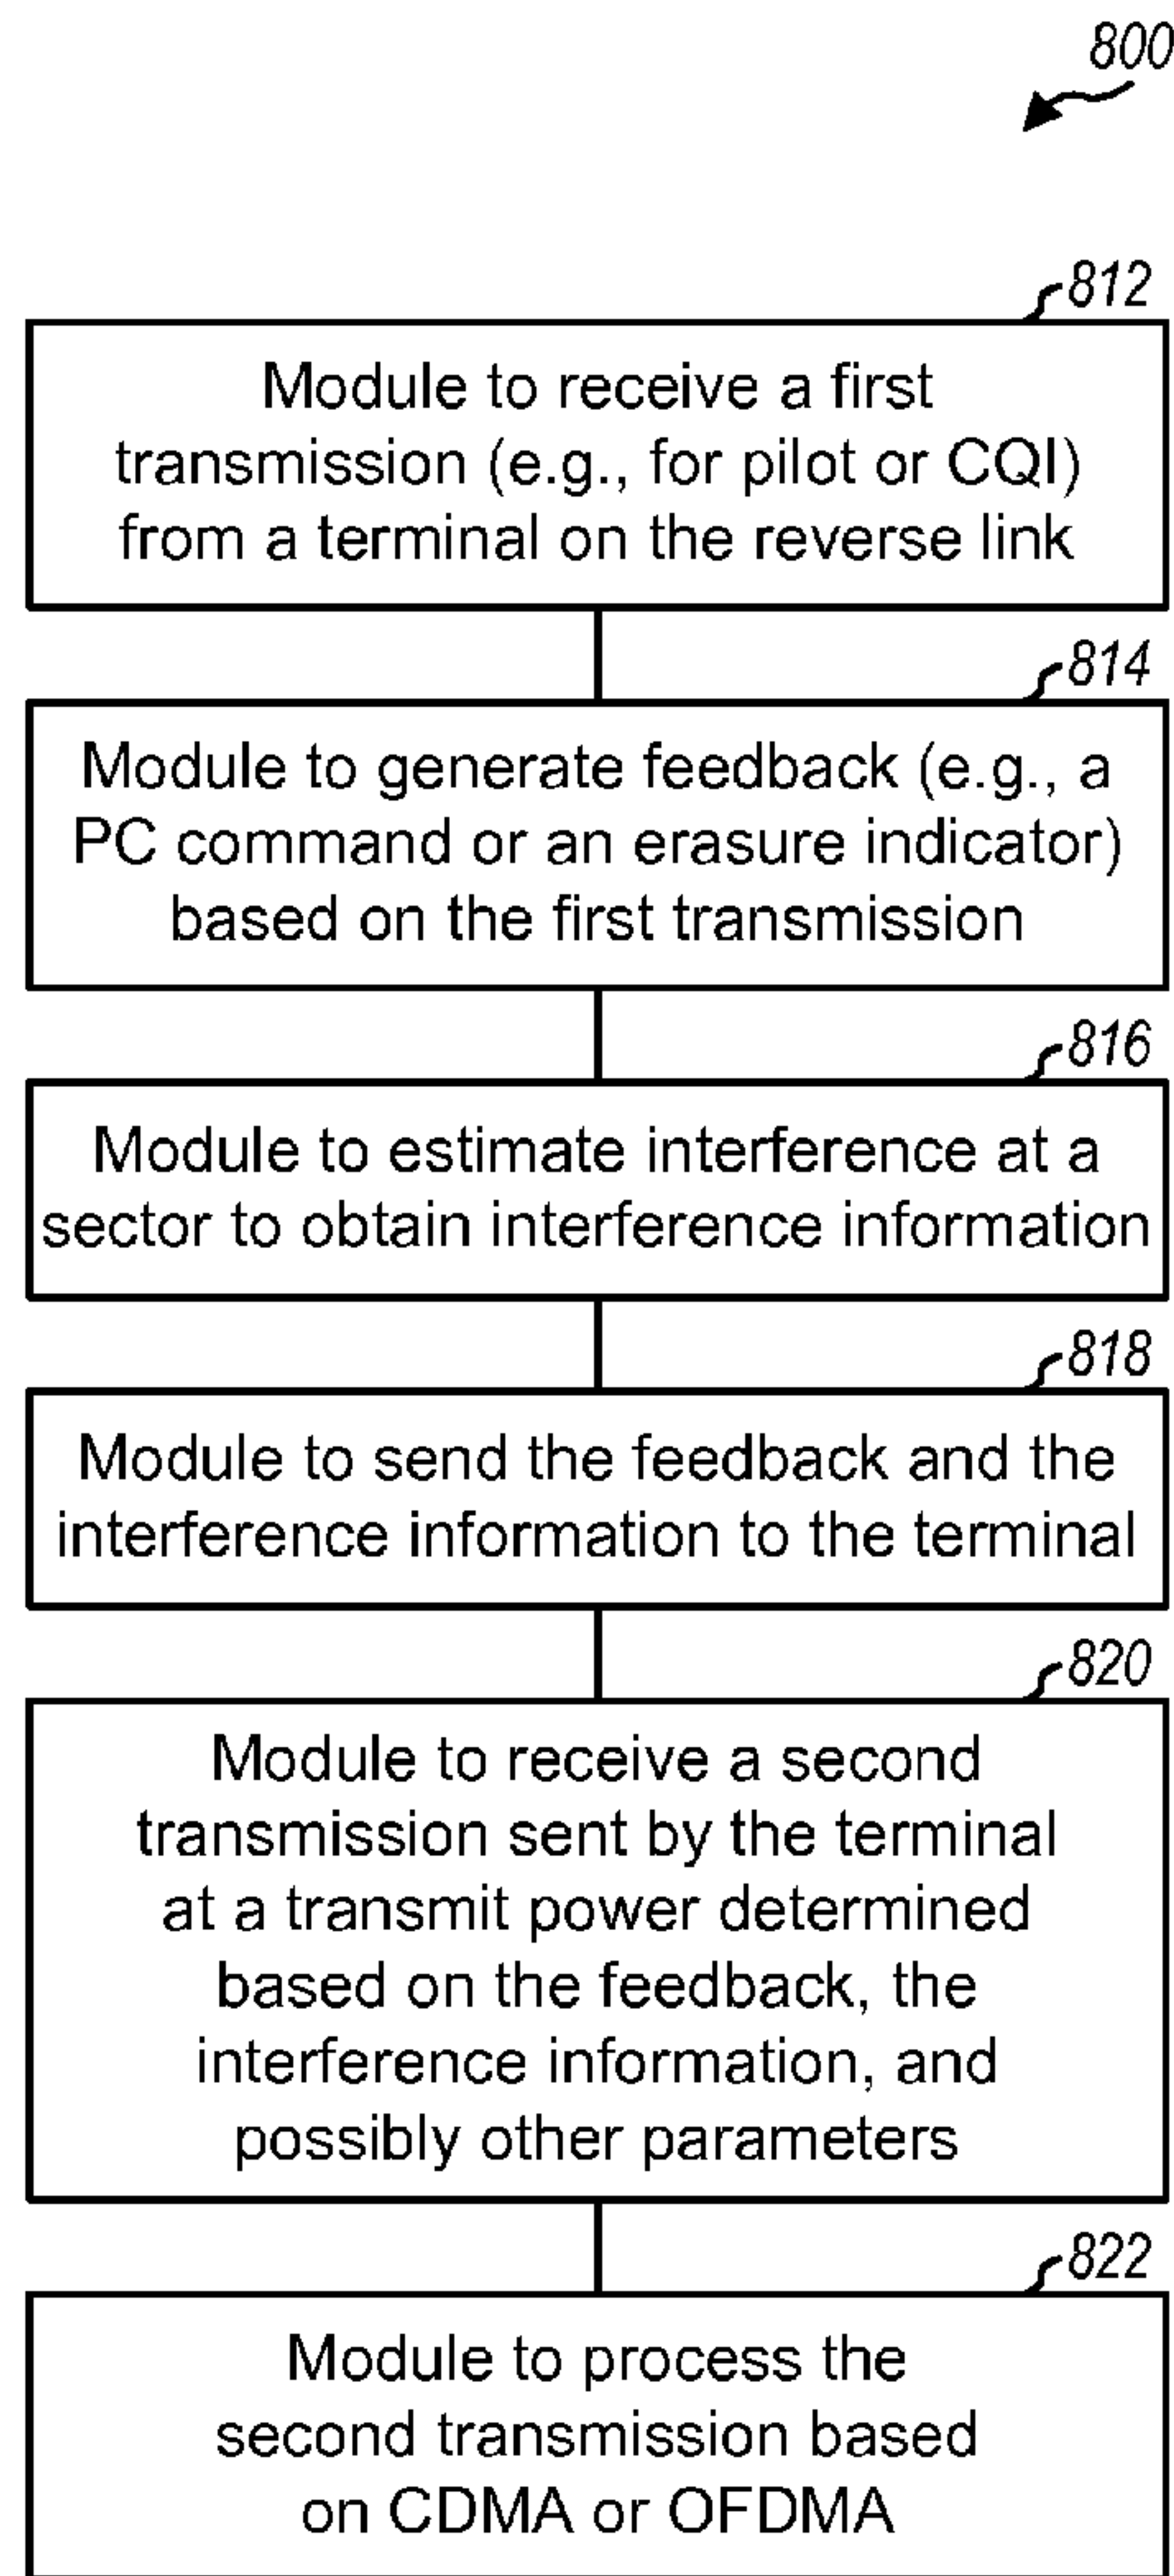 800
812
Module to receive a first
transmission (e.g., for pilot or CQI)
from a terminal on the reverse link
814
Module to generate feedback (e.g., a
PC command or an erasure indicator)
based on the first transmission
816
Module to estimate interference at a
sector to obtain interference information
818
Module to send the feedback and the
interference information to the terminal
820
Module to receive a second
transmission sent by the terminal
at a transmit power determined
based on the feedback, the
interference information, and
possibly other parameters
822
Module to process the
second transmission based
on CDMA or OFDMA